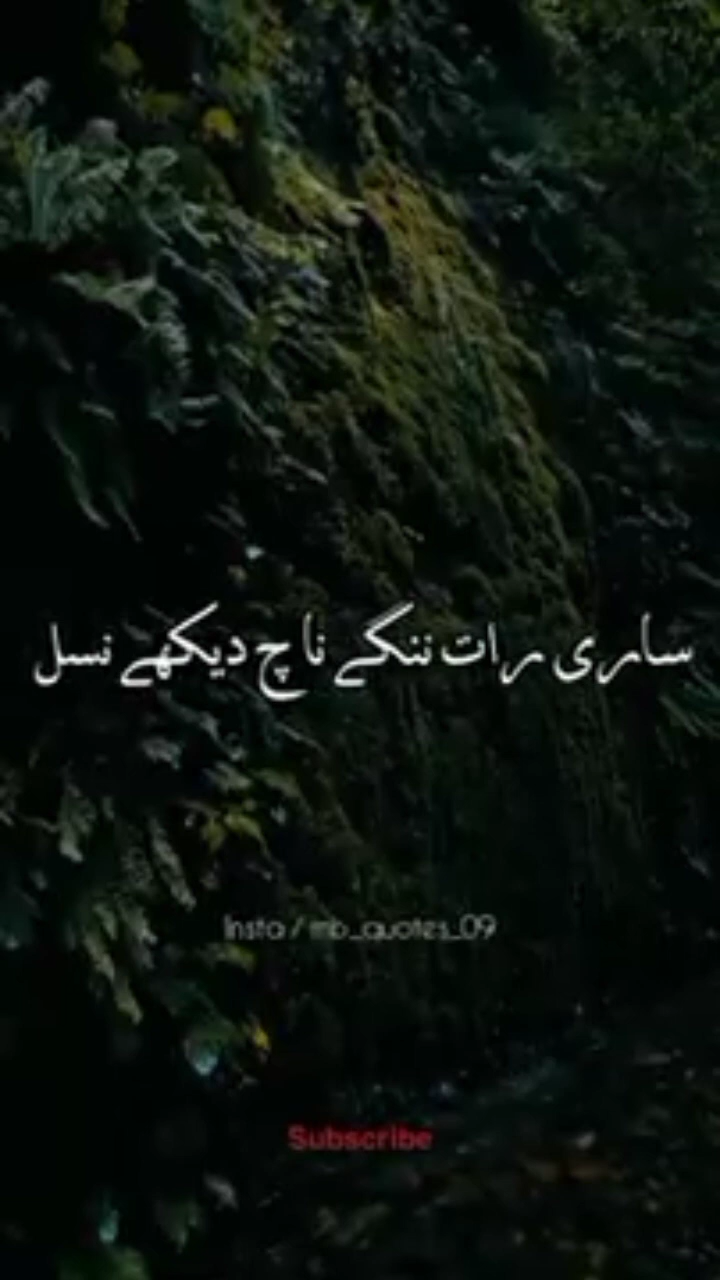 ساری رات ننگے ناچ دیکھے نسل
Insta / mb_quotes_09
Subscribe